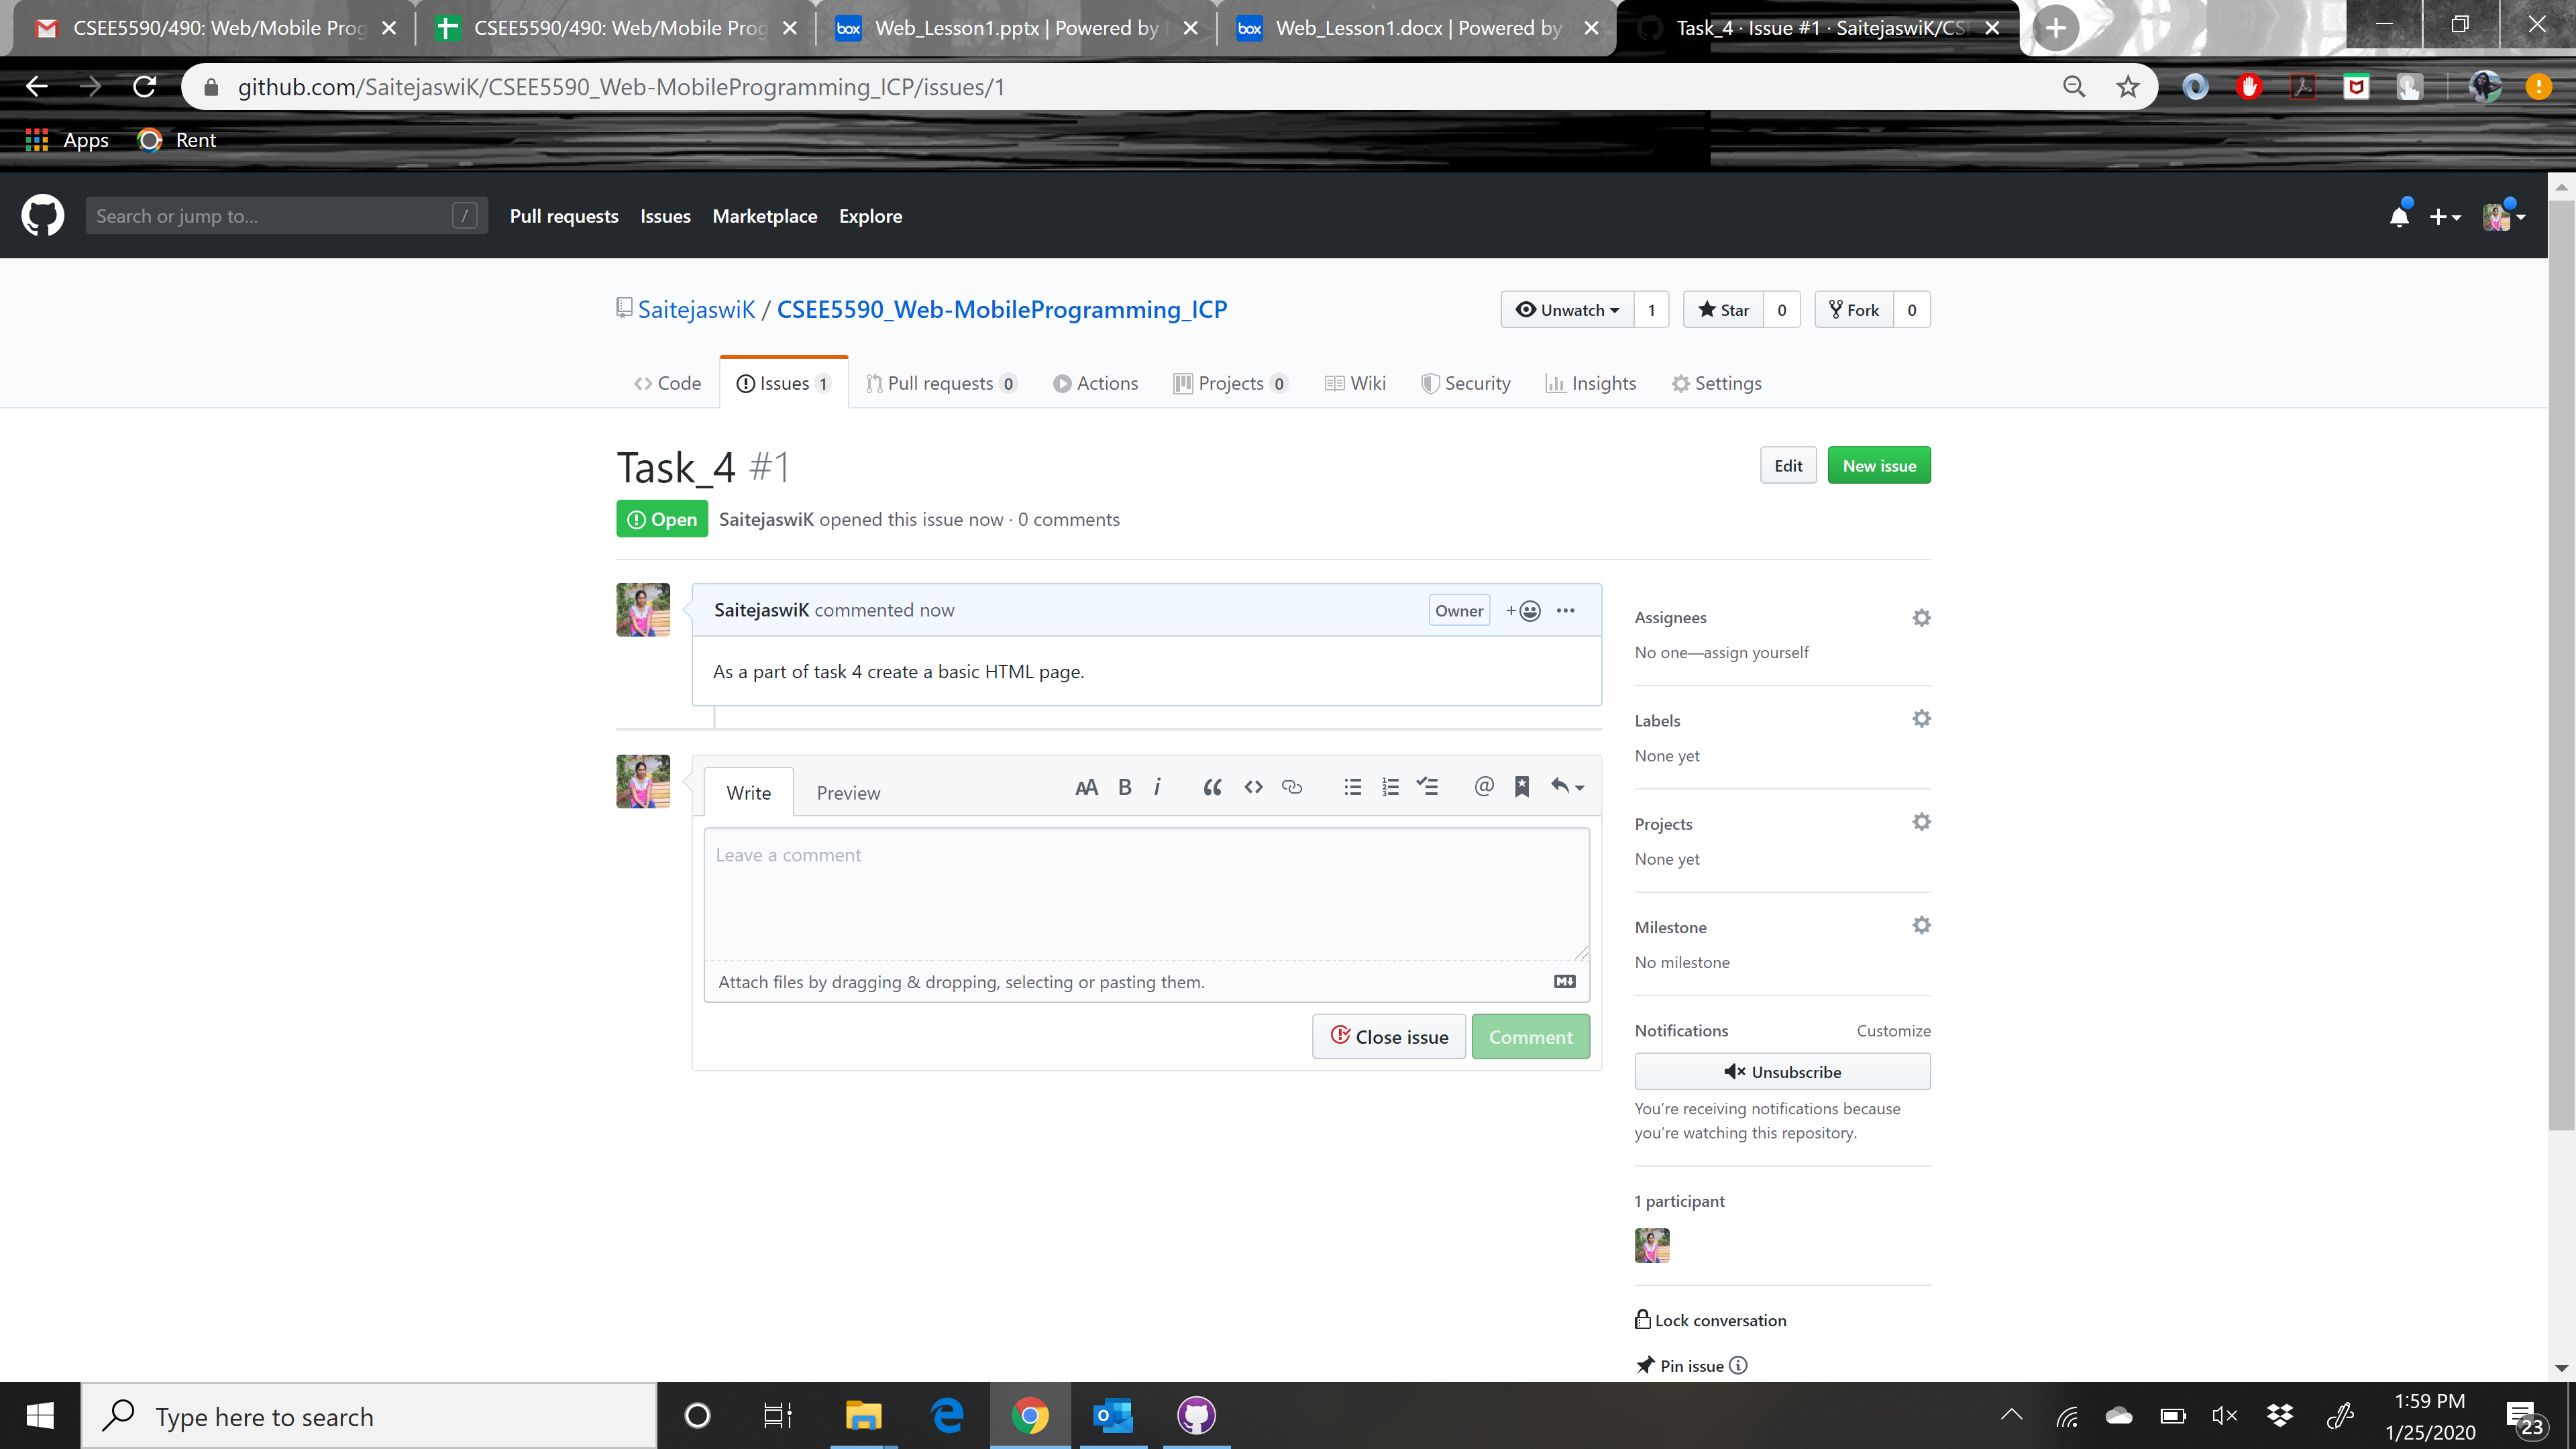 CSEE5590/490: Web/Mobile Prog
CSEE5590/490: Web/Mobile Prog
box Web_Lesson1.pptx | Powered by
box Web_Lesson1.docx | Powered by
Task_4 · Issue #1 · SaitejaswiK/CS
github.com/SaitejaswiK/CSEE5590_Web-MobileProgramming_ICP/issues/1
Apps Rent
Search or jump to... / Pull requests Issues Marketplace Explore
SaitejaswiK / CSEE5590_Web-MobileProgramming_ICP
Unwatch 1 Star 0 Fork 0
Code Issues 1 Pull requests 0 Actions Projects 0 Wiki Security Insights Settings
Task_4 #1
Edit New issue
Open SaitejaswiK opened this issue now · 0 comments
SaitejaswiK commented now Owner
As a part of task 4 create a basic HTML page.
Write Preview
Leave a comment
Attach files by dragging & dropping, selecting or pasting them.
Close issue Comment
Assignees
No one—assign yourself
Labels
None yet
Projects
None yet
Milestone
No milestone
Notifications Customize
Unsubscribe
You’re receiving notifications because
you’re watching this repository.
1 participant
Lock conversation
Pin issue
Type here to search
1:59 PM
1/25/2020
23